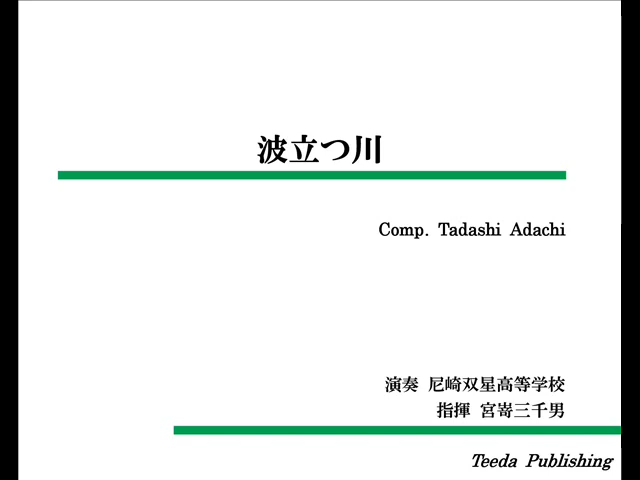 波立つ川
Comp. Tadashi Adachi
演奏 尼崎双星高等学校
指揮 宮嵜三千男
Teeda Publishing